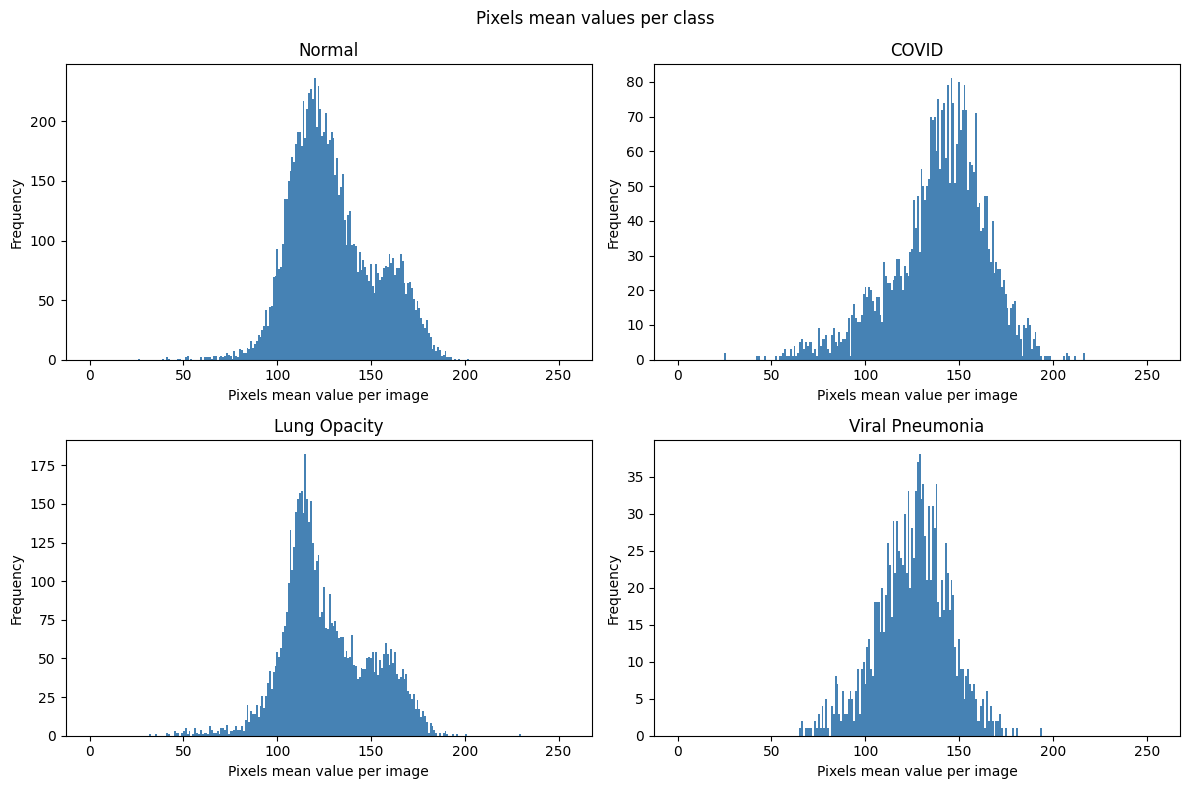 Pixels mean values per class
Normal
Frequency
200
150
100
50
0
0 50 100 150 200 250
Pixels mean value per image
COVID
Frequency
80
70
60
50
40
30
20
10
0
0 50 100 150 200 250
Pixels mean value per image
Lung Opacity
Frequency
175
150
125
100
75
50
25
0
0 50 100 150 200 250
Pixels mean value per image
Viral Pneumonia
Frequency
35
30
25
20
15
10
5
0
0 50 100 150 200 250
Pixels mean value per image